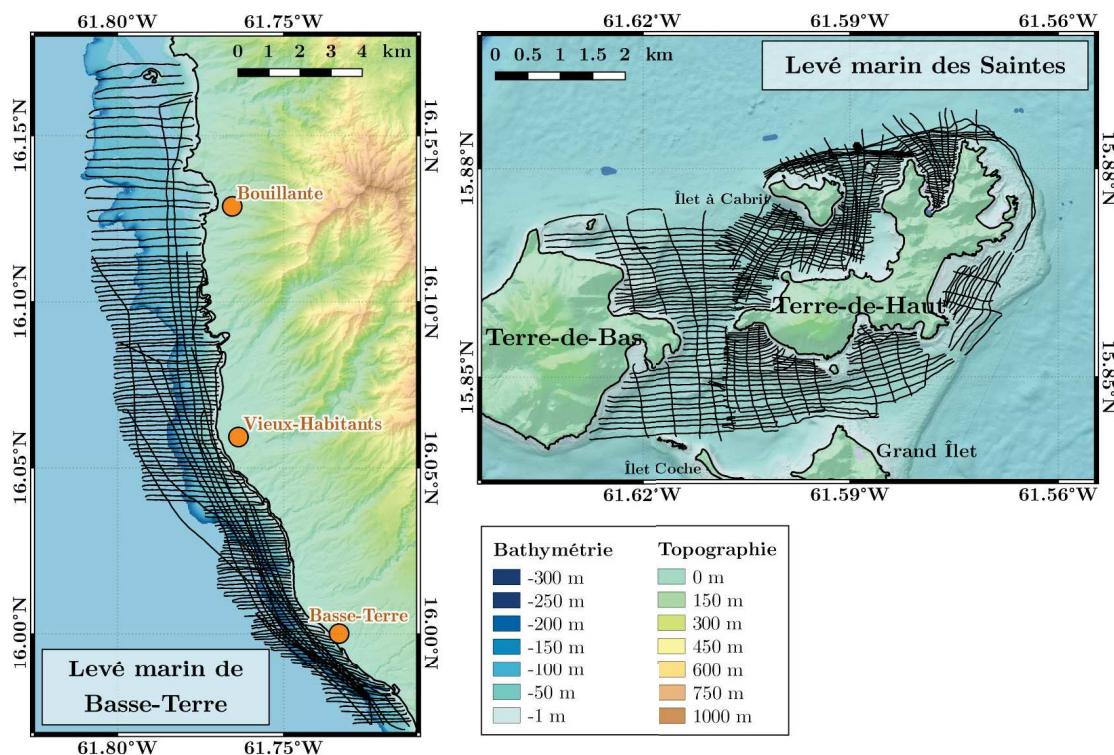 61.80°W 61.75°W
0 1 2 3 4 km
16.15°N
16.10°N
16.05°N
16.00°N
Bouillante
Vieux-Habitants
Basse-Terre
Levé marin de
Basse-Terre
61.80°W 61.75°W
61.62°W 61.59°W 61.56°W
0 0.5 1 1.5 2 km
Levé marin des Saintes
15.88°N 15.88°N
Îlet à Cabrit
Terre-de-Haut
Terre-de-Bas
15.85°N 15.85°N
Grand Îlet
Îlet Coche
61.62°W 61.59°W 61.56°W
Bathymétrie Topographie
-300 m 0 m
-250 m 150 m
-200 m 300 m
-150 m 450 m
-100 m 600 m
-50 m 750 m
-1 m 1000 m
16.15°N
16.10°N
16.05°N
16.00°N